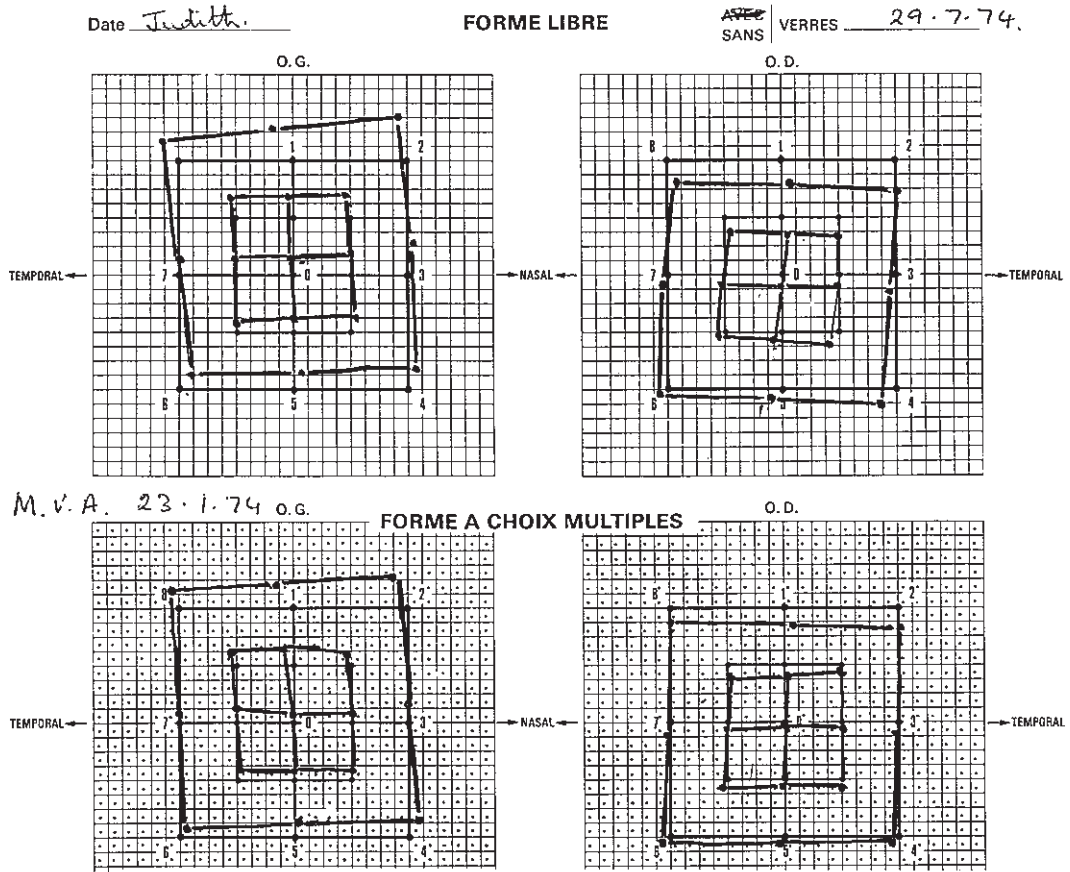 Date Judith. FORME LIBRE AVEC SANS VERRES 29.7.74.
O.G. O.D.
1 2 8 1 2
TEMPORAL 7 0 3 NASAL 7 0 3 TEMPORAL
6 5 4 6 5 4
M.V.A. 23.1.74 O.G. FORME A CHOIX MULTIPLES O.D.
8 1 2 8 1 2
TEMPORAL 7 0 3 NASAL 7 0 3 TEMPORAL
6 5 4 6 5 4